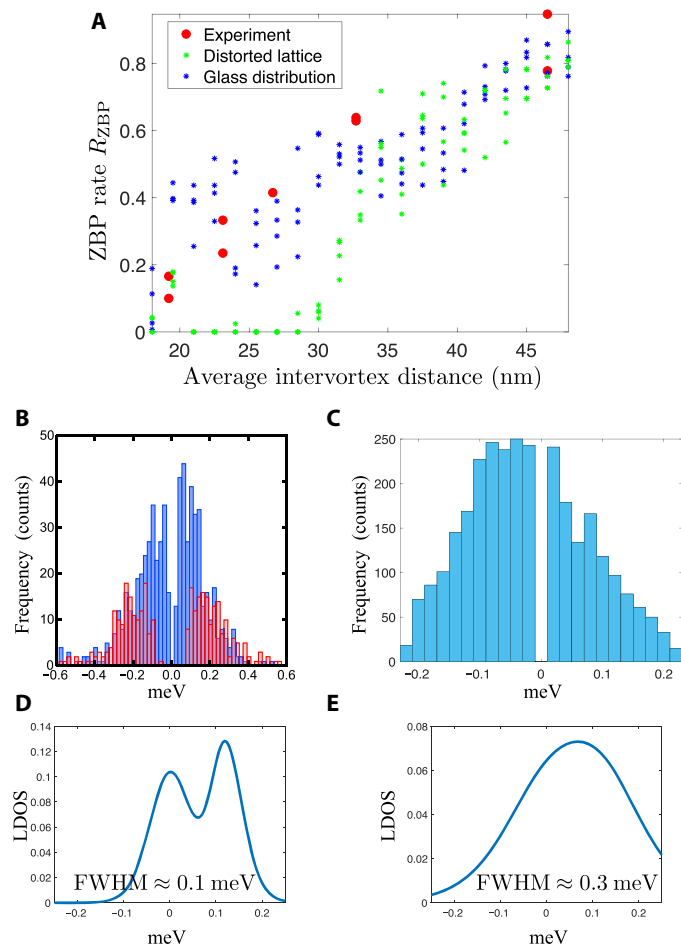 A
Experiment
Distorted lattice
Glass distribution
ZBP rate R_ZBP
0.8
0.6
0.4
0.2
0
20 25 30 35 40 45
Average intervortex distance (nm)
B
Frequency (counts)
50
40
30
20
10
0
−0.6 −0.4 −0.2 0.0 0.2 0.4 0.6
meV
C
Frequency (counts)
250
200
150
100
50
0
-0.2 -0.1 0 0.1 0.2
meV
D
LDOS
0.14
0.12
0.1
0.08
0.06
0.04
0.02
0
FWHM ≈ 0.1 meV
-0.2 -0.1 0 0.1 0.2
meV
E
LDOS
0.08
0.06
0.04
0.02
0
FWHM ≈ 0.3 meV
-0.2 -0.1 0 0.1 0.2
meV